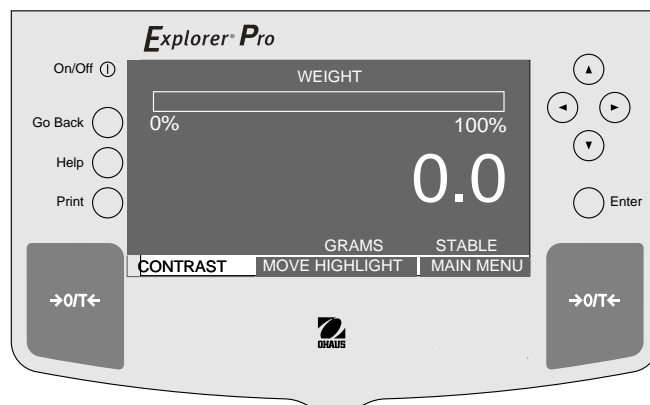 Explorer® Pro
On/Off
WEIGHT
Go Back
0% 100%
Help
0.0
Print
Enter
GRAMS STABLE
CONTRAST MOVE HIGHLIGHT MAIN MENU
→0/T← →0/T←
OHAUS